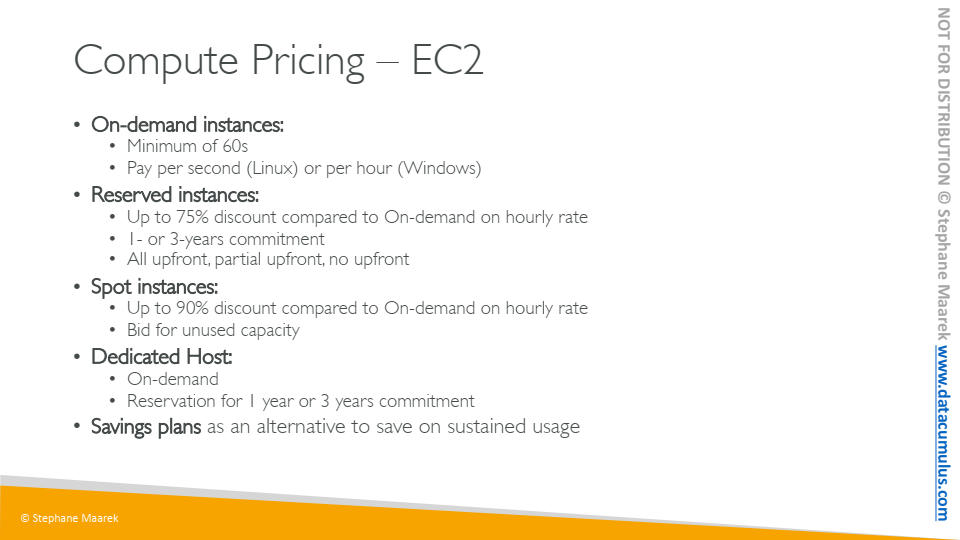 Compute Pricing – EC2
• On-demand instances:
• Minimum of 60s
• Pay per second (Linux) or per hour (Windows)
• Reserved instances:
• Up to 75% discount compared to On-demand on hourly rate
• 1- or 3-years commitment
• All upfront, partial upfront, no upfront
• Spot instances:
• Up to 90% discount compared to On-demand on hourly rate
• Bid for unused capacity
• Dedicated Host:
• On-demand
• Reservation for 1 year or 3 years commitment
• Savings plans as an alternative to save on sustained usage
© Stephane Maarek
NOT FOR DISTRIBUTION © Stephane Maarek www.datacumulus.com